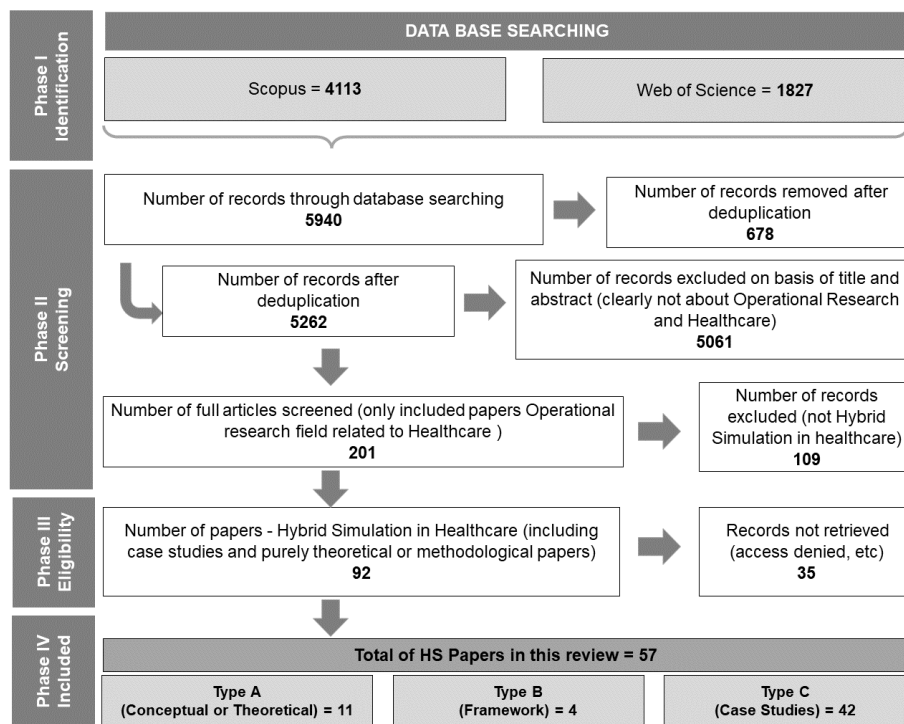 Phase I
Identification
DATA BASE SEARCHING
Scopus = 4113
Web of Science = 1827
Phase II
Screening
Number of records through database searching
5940
Number of records removed after
deduplication
678
Number of records after
deduplication
5262
Number of records excluded on basis of title and
abstract (clearly not about Operational Research
and Healthcare)
5061
Number of full articles screened (only included papers Operational
research field related to Healthcare )
201
Number of records
excluded (not Hybrid
Simulation in healthcare)
109
Phase III
Eligibility
Number of papers - Hybrid Simulation in Healthcare (including
case studies and purely theoretical or methodological papers)
92
Records not retrieved
(access denied, etc)
35
Phase IV
Included
Total of HS Papers in this review = 57
Type A
(Conceptual or Theoretical) = 11
Type B
(Framework) = 4
Type C
(Case Studies) = 42